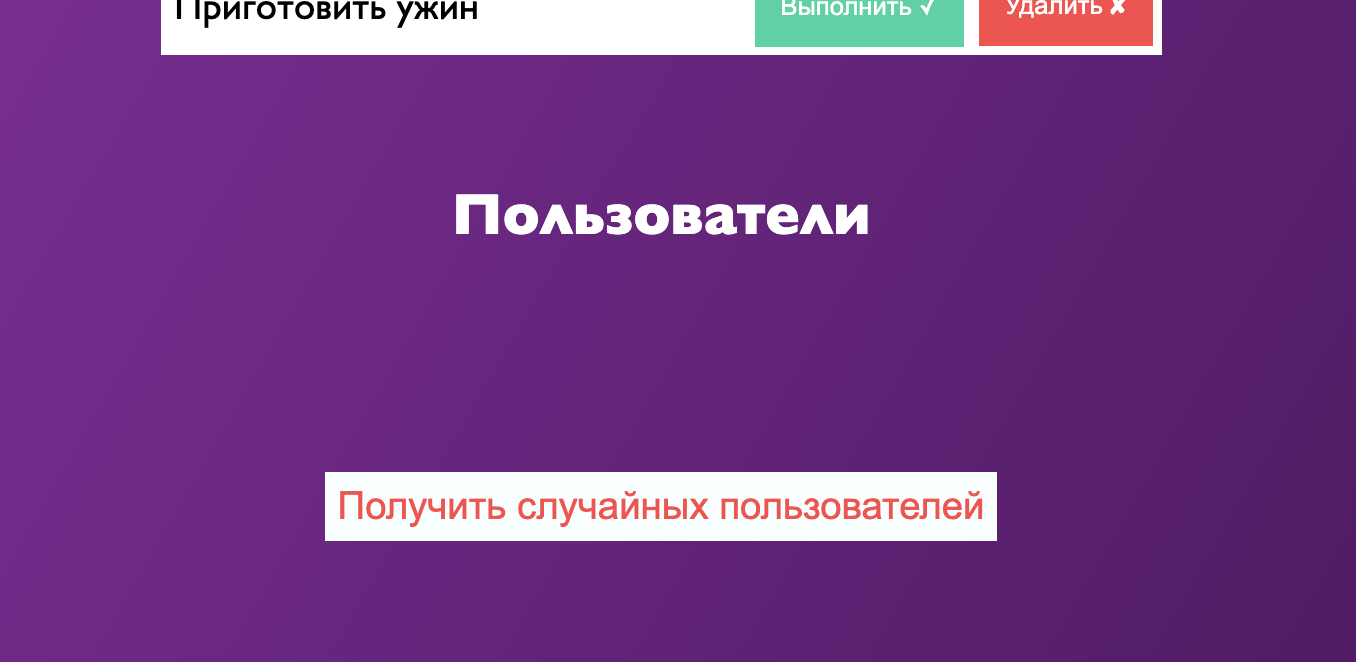 Приготовить ужин
Выполнить ✓ Удалить ✘
Пользователи
Получить случайных пользователей